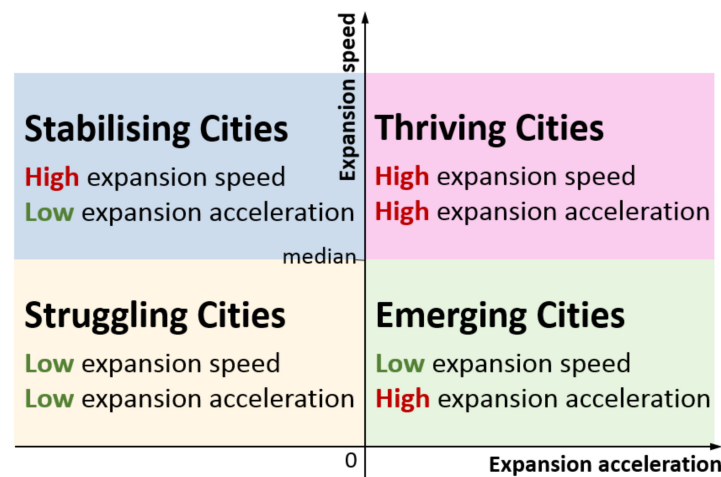 Expansion speed
Stabilising Cities
High expansion speed
Low expansion acceleration
Thriving Cities
High expansion speed
High expansion acceleration
median
Struggling Cities
Low expansion speed
Low expansion acceleration
Emerging Cities
Low expansion speed
High expansion acceleration
0
Expansion acceleration